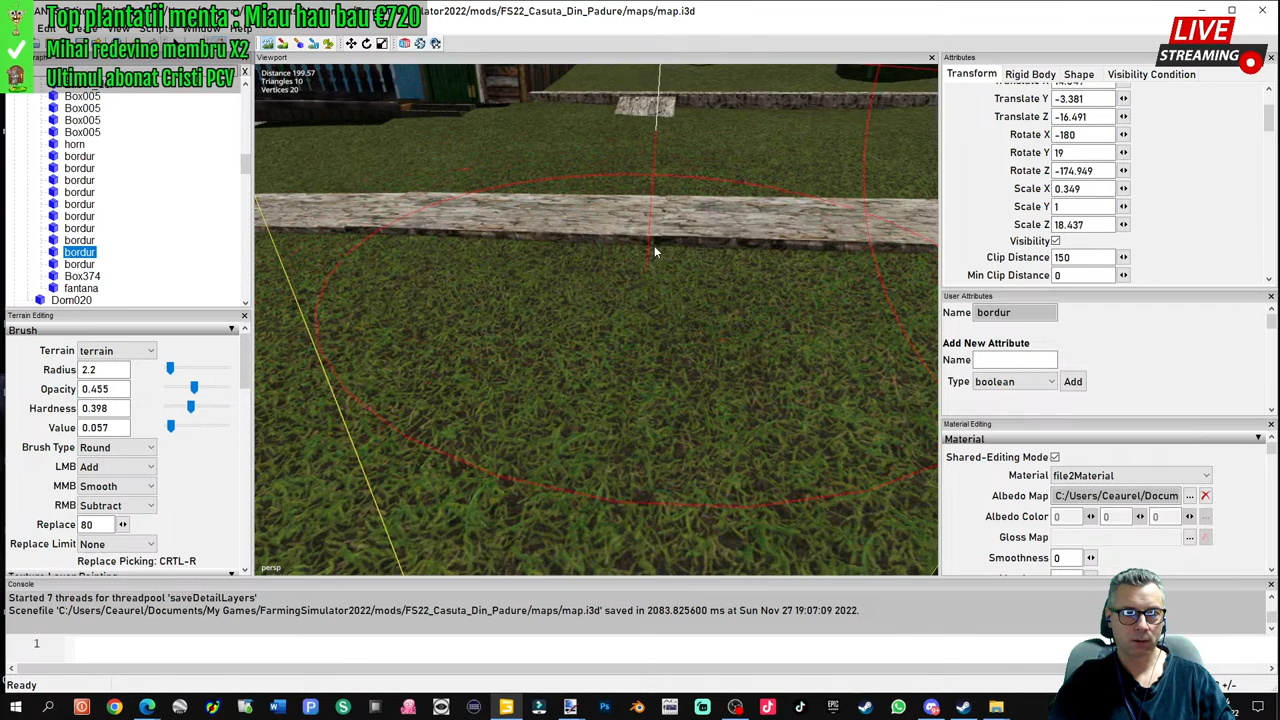 Top plantatii menta : Miau hau bau €720
Mihai redevine membru X2
Ultimul abonat Cristi PCV
Simulator2022/mods/FS22_Casuta_Din_Padure/maps/map.i3d
LIVE
STREAMING
Viewport
Distance 199.57
Triangles 10
Vertices 20
persp
Box005
Box005
Box005
Box005
horn
bordur
bordur
bordur
bordur
bordur
bordur
bordur
bordur
bordur
bordur
Box374
fantana
Dom020
Terrain Editing
Brush
Terrain terrain
Radius 2.2
Opacity 0.455
Hardness 0.398
Value 0.057
Brush Type Round
LMB Add
MMB Smooth
RMB Subtract
Replace 80
Replace Limit None
Replace Picking: CRTL-R
Attributes
Transform Rigid Body Shape Visibility Condition
Translate Y -3.381
Translate Z -16.491
Rotate X -180
Rotate Y 19
Rotate Z -174.949
Scale X 0.349
Scale Y 1
Scale Z 18.437
Visibility
Clip Distance 150
Min Clip Distance 0
User Attributes
Name bordur
Add New Attribute
Name
Type boolean Add
Material Editing
Material
Shared-Editing Mode
Material file2Material
Albedo Map C:/Users/Ceaurel/Docum ...
Albedo Color 0 0 0
Gloss Map ...
Smoothness 0
Console
Started 7 threads for threadpool 'saveDetailLayers'
Scenefile 'C:/Users/Ceaurel/Documents/My Games/FarmingSimulator2022/mods/FS22_Casuta_Din_Padure/maps/map.i3d' saved in 2083.825600 ms at Sun Nov 27 19:07:09 2022.
1
Ready
+/-